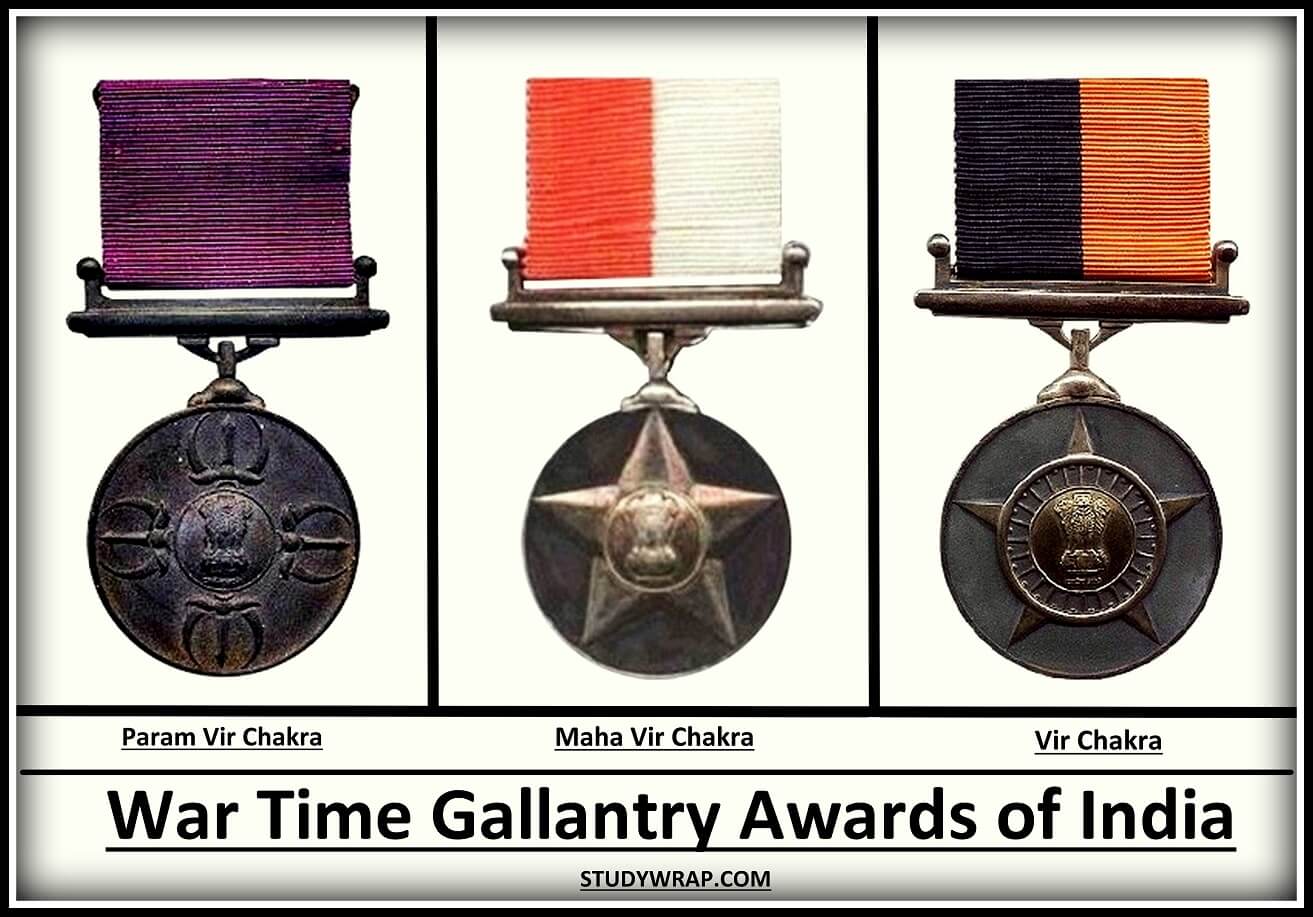 Param Vir Chakra
Maha Vir Chakra
Vir Chakra
War Time Gallantry Awards of India
STUDYWRAP.COM